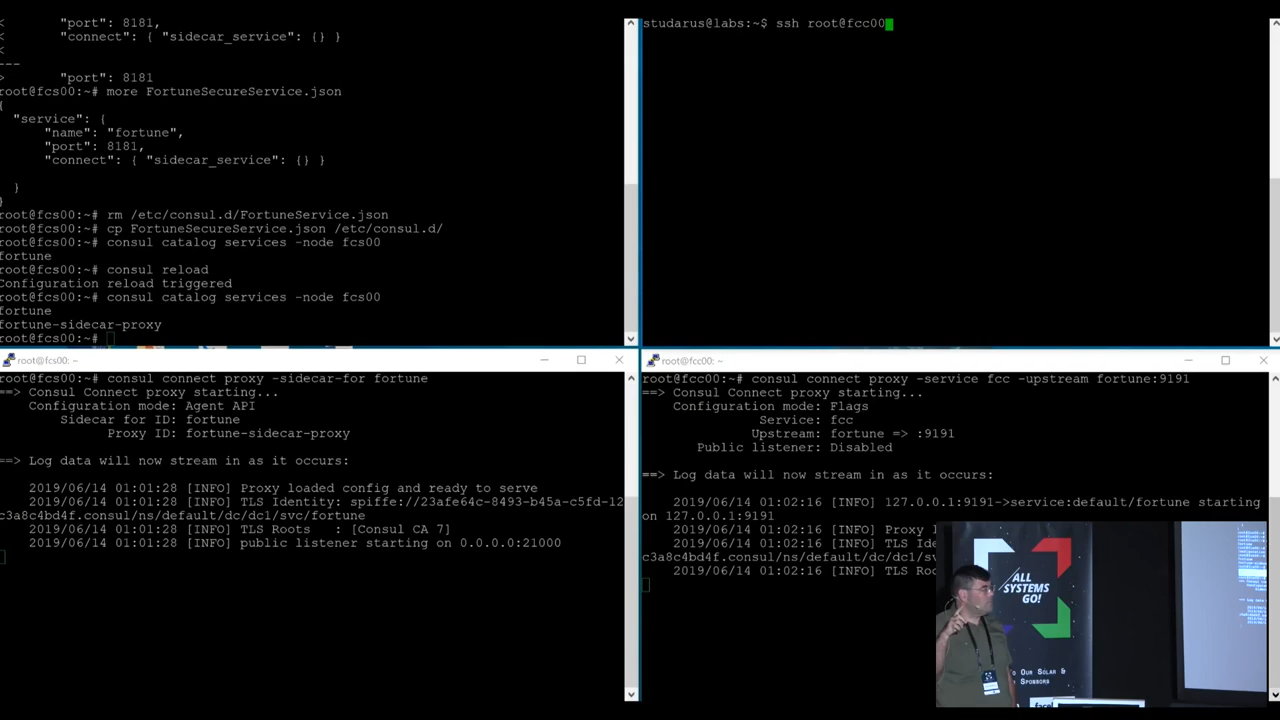 <         "port": 8181,
<         "connect": { "sidecar_service": {} }
<
---
>         "port": 8181
root@fcs00:~# more FortuneSecureService.json
{
"service": {
"name": "fortune",
"port": 8181,
"connect": { "sidecar_service": {} }
}
}
root@fcs00:~# rm /etc/consul.d/FortuneService.json
root@fcs00:~# cp FortuneSecureService.json /etc/consul.d/
root@fcs00:~# consul catalog services -node fcs00
fortune
root@fcs00:~# consul reload
Configuration reload triggered
root@fcs00:~# consul catalog services -node fcs00
fortune
fortune-sidecar-proxy
root@fcs00:~#
studarus@labs:~$ ssh root@fcc00
root@fcs00: ~
root@fcs00:~# consul connect proxy -sidecar-for fortune
==> Consul Connect proxy starting...
Configuration mode: Agent API
Sidecar for ID: fortune
Proxy ID: fortune-sidecar-proxy
==> Log data will now stream in as it occurs:
2019/06/14 01:01:28 [INFO] Proxy loaded config and ready to serve
2019/06/14 01:01:28 [INFO] TLS Identity: spiffe://23afe64c-8493-b45a-c5fd-12
c3a8c4bd4f.consul/ns/default/dc/dc1/svc/fortune
2019/06/14 01:01:28 [INFO] TLS Roots   : [Consul CA 7]
2019/06/14 01:01:28 [INFO] public listener starting on 0.0.0.0:21000
root@fcc00: ~
root@fcc00:~# consul connect proxy -service fcc -upstream fortune:9191
==> Consul Connect proxy starting...
Configuration mode: Flags
Service: fcc
Upstream: fortune => :9191
Public listener: Disabled
==> Log data will now stream in as it occurs:
2019/06/14 01:02:16 [INFO] 127.0.0.1:9191->service:default/fortune starting
on 127.0.0.1:9191
2019/06/14 01:02:16 [INFO] Proxy l
2019/06/14 01:02:16 [INFO] TLS Ide
c3a8c4bd4f.consul/ns/default/dc/dc1/sv
2019/06/14 01:02:16 [INFO] TLS Roo
ALL
SYSTEMS
GO!
O OUR SOLAR &
SPONSORS